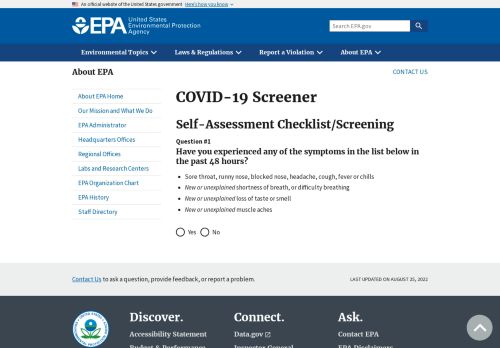 An official website of the United States government Here's how you know
EPA United States
Environmental Protection
Agency
Search EPA.gov
Environmental Topics Laws & Regulations Report a Violation About EPA
About EPA
CONTACT US
About EPA Home
Our Mission and What We Do
EPA Administrator
Headquarters Offices
Regional Offices
Labs and Research Centers
EPA Organization Chart
EPA History
Staff Directory
COVID-19 Screener
Self-Assessment Checklist/Screening
Question #1
Have you experienced any of the symptoms in the list below in
the past 48 hours?
• Sore throat, runny nose, blocked nose, headache, cough, fever or chills
• New or unexplained shortness of breath, or difficulty breathing
• New or unexplained loss of taste or smell
• New or unexplained muscle aches
Yes No
Contact Us to ask a question, provide feedback, or report a problem.
LAST UPDATED ON AUGUST 25, 2022
Discover. Connect. Ask.
Accessibility Statement Data.gov Contact EPA
Budget & Performance Inspector General EPA Disclaimers